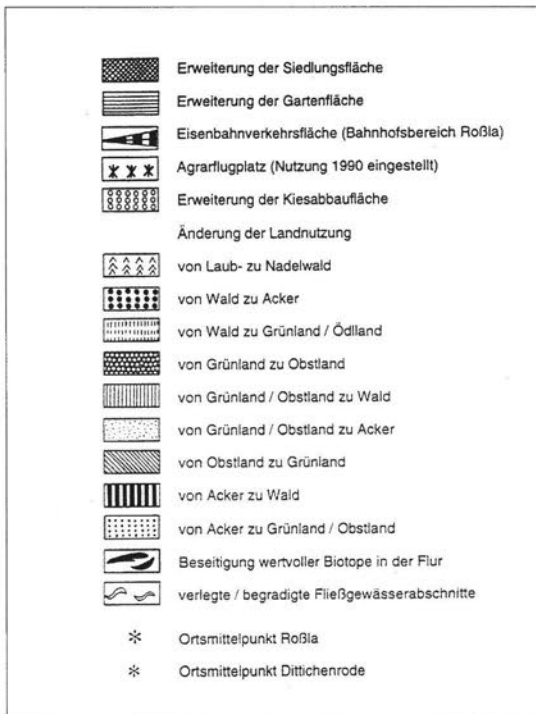 Erweiterung der Siedlungsfläche
Erweiterung der Gartenfläche
Eisenbahnverkehrsfläche (Bahnhofsbereich Roßla)
Agrarflugplatz (Nutzung 1990 eingestellt)
Erweiterung der Kiesabbaufläche
Änderung der Landnutzung
von Laub- zu Nadelwald
von Wald zu Acker
von Wald zu Grünland / Ödlland
von Grünland zu Obstland
von Grünland / Obstland zu Wald
von Grünland / Obstland zu Acker
von Obstland zu Grünland
von Acker zu Wald
von Acker zu Grünland / Obstland
Beseitigung wertvoller Biotope in der Flur
verlegte / begradigte Fließgewässerabschnitte
* Ortsmittelpunkt Roßla
* Ortsmittelpunkt Dittichenrode